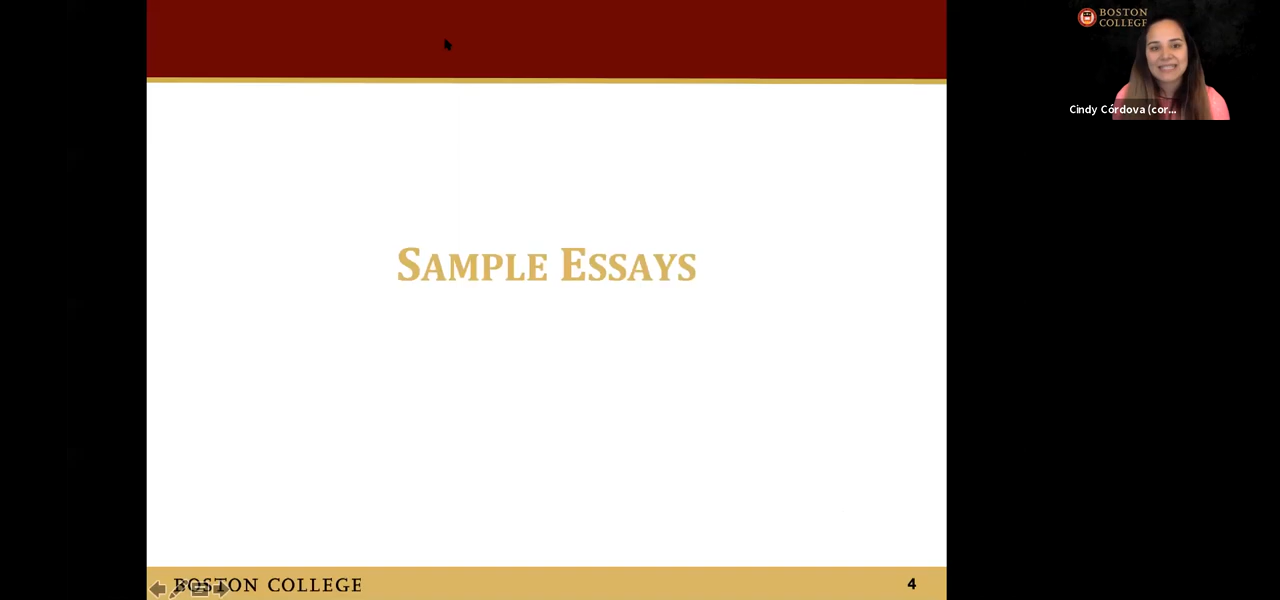 BOSTON
COLLEGE
Cindy Córdova (cor...
SAMPLE ESSAYS
BOSTON COLLEGE
4